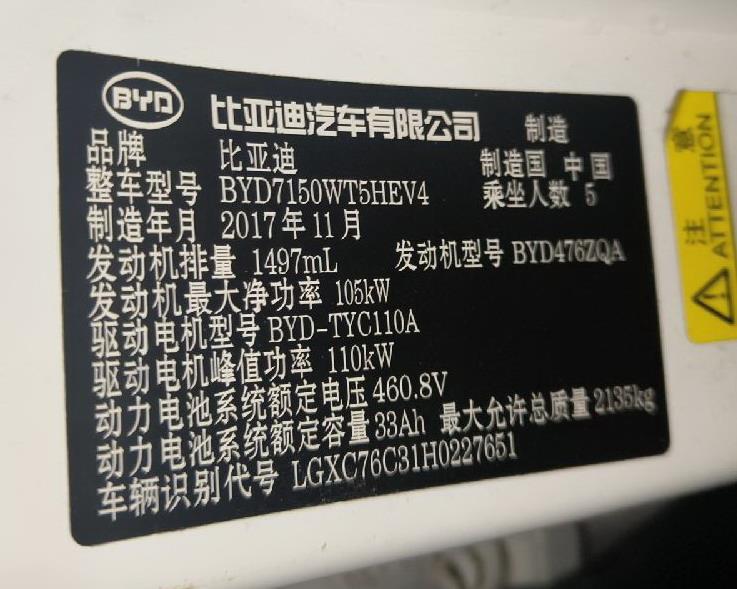 BYD 比亚迪汽车有限公司 制造
品牌 比亚迪 制造国 中国
整车型号 BYD7150WT5HEV4 乘坐人数 5
制造年月 2017年11月
发动机排量 1497mL 发动机型号 BYD476ZQA
发动机最大净功率 105kW
驱动电机型号 BYD-TYC110A
驱动电机峰值功率 110kW
动力电池系统额定电压 460.8V
动力电池系统额定容量 33Ah 最大允许总质量 2135kg
车辆识别代号 LGXC76C31H0227651
注意
ATTENTION